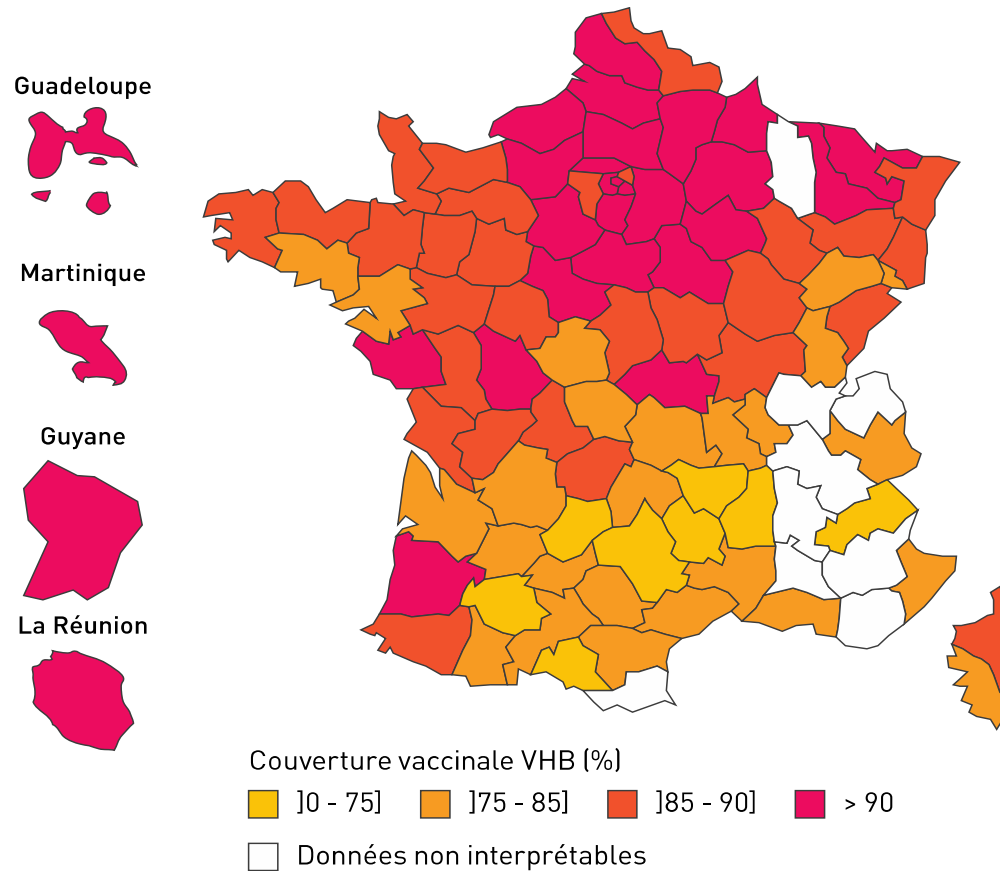 Guadeloupe
Martinique
Guyane
La Réunion
Couverture vaccinale VHB (%)
]0 - 75] ]75 - 85] ]85 - 90] > 90
Données non interprétables